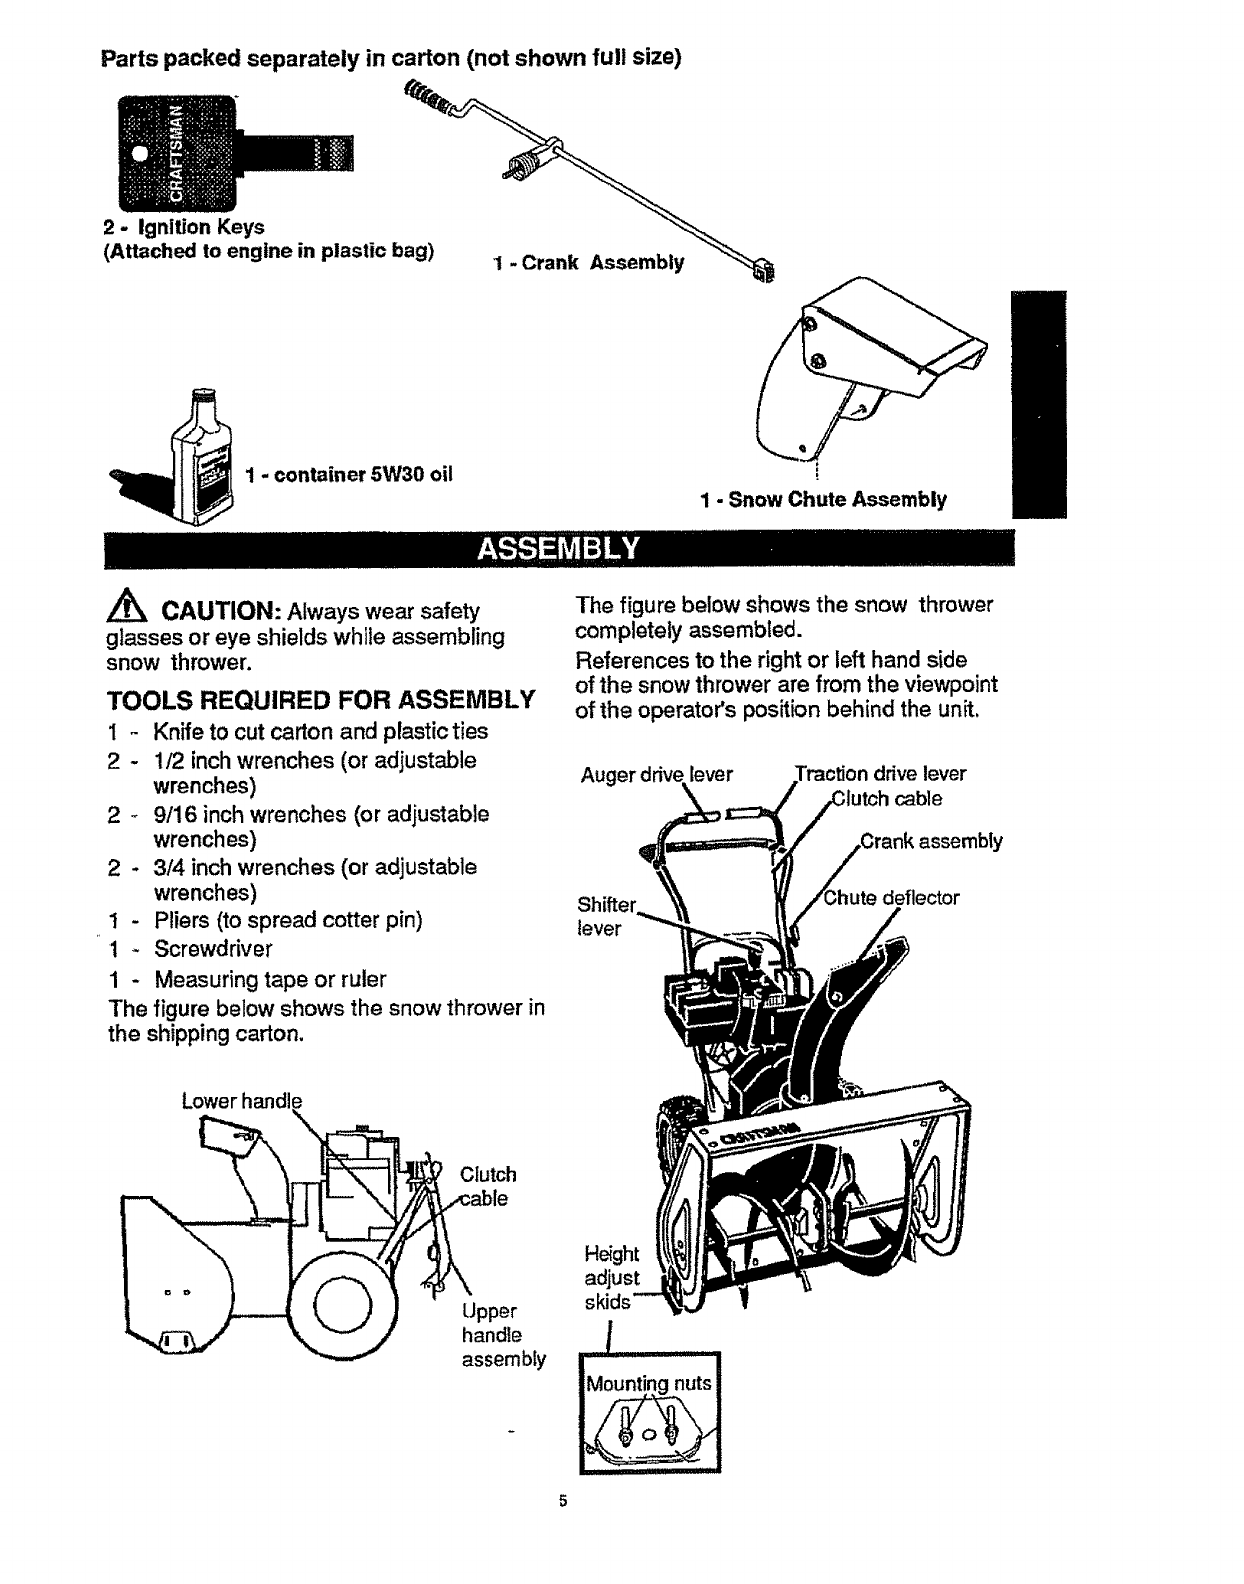 Parts packed separately in carton (not shown full size)
CRAFTSMAN
2 - Ignition Keys
(Attached to engine in plastic bag)
1 - Crank Assembly
1 - container 5W30 oil
1 - Snow Chute Assembly
ASSEMBLY
CAUTION: Always wear safety
glasses or eye shields while assembling
snow thrower.
TOOLS REQUIRED FOR ASSEMBLY
1 - Knife to cut carton and plastic ties
2 - 1/2 inch wrenches (or adjustable
wrenches)
2 - 9/16 inch wrenches (or adjustable
wrenches)
2 - 3/4 inch wrenches (or adjustable
wrenches)
1 - Pliers (to spread cotter pin)
1 - Screwdriver
1 - Measuring tape or ruler
The figure below shows the snow thrower in
the shipping carton.
Lower handle
Clutch
cable
Upper
handle
assembly
The figure below shows the snow thrower
completely assembled.
References to the right or left hand side
of the snow thrower are from the viewpoint
of the operator's position behind the unit.
Auger drive lever
Traction drive lever
Clutch cable
Crank assembly
Chute deflector
Shifter
lever
CRAFTSMAN
Height
adjust
skids
Mounting nuts
5